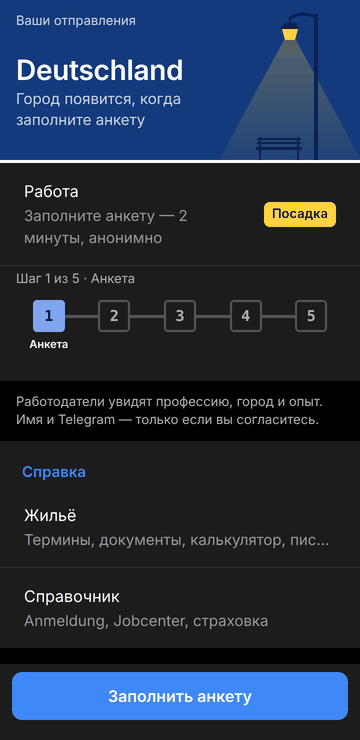 Ваши отправления
Deutschland
Город появится, когда
заполните анкету
Работа
Заполните анкету — 2
минуты, анонимно
Посадка
Шаг 1 из 5 · Анкета
1 2 3 4 5
Анкета
Работодатели увидят профессию, город и опыт.
Имя и Telegram — только если вы согласитесь.
Справка
Жильё
Термины, документы, калькулятор, пис...
Справочник
Anmeldung, Jobcenter, страховка
Заполнить анкету